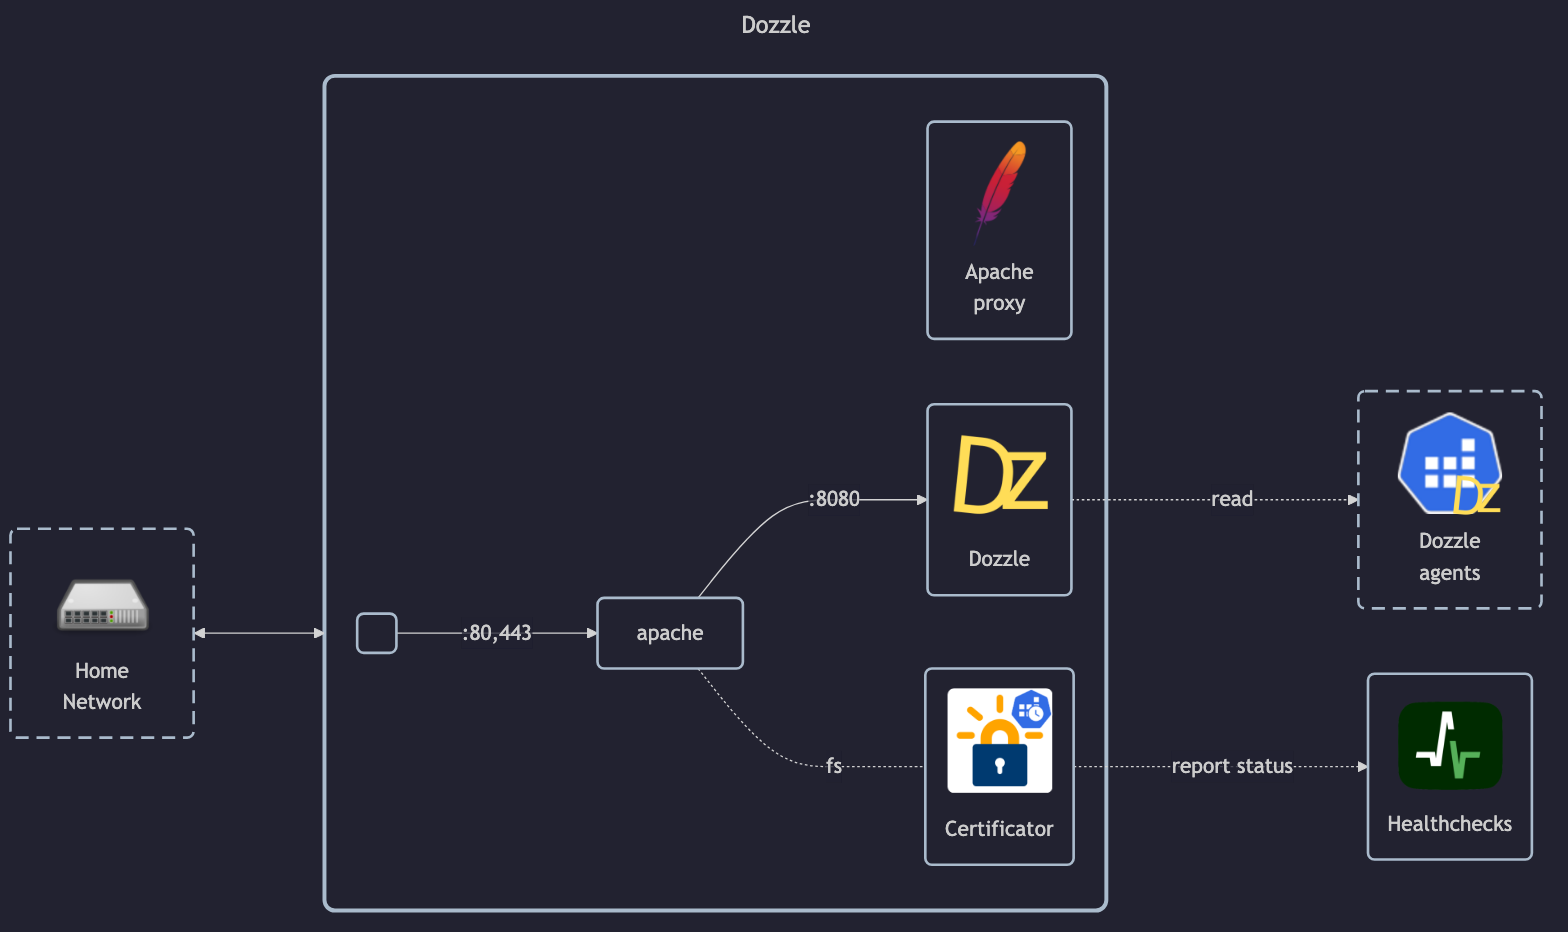 Dozzle
Apache
proxy
:8080
Dz
Dozzle
read
Dz
Dozzle
agents
Home
Network
:80,443
apache
fs
Certificator
report status
Healthchecks